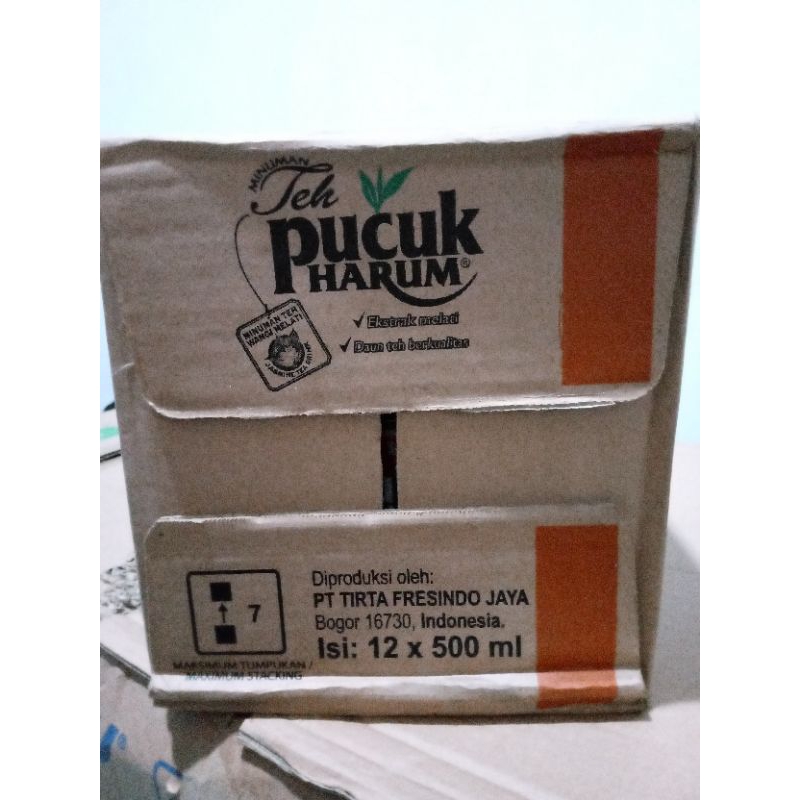 MINUMAN
Teh
pucuk
HARUM®
✓ Ekstrak melati
✓ Daun teh berkualitas
MINUMAN TEH
WANGI MELATI
JASMINE TEA DRINK
7
MAKSIMUM TUMPUKAN /
MAXIMUM STACKING
Diproduksi oleh:
PT TIRTA FRESINDO JAYA
Bogor 16730, Indonesia.
Isi: 12 x 500 ml